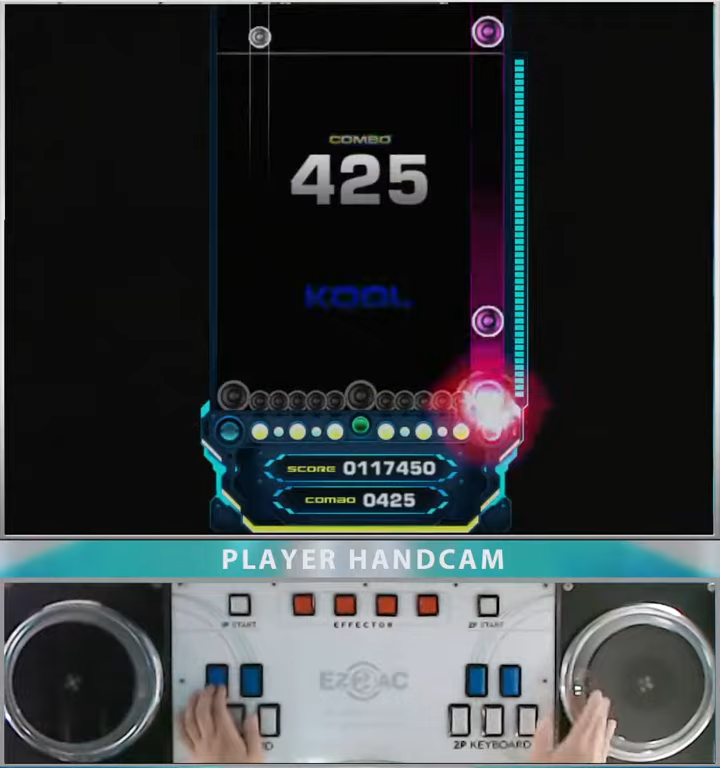 COMBO
425
KOOL
SCORE 0117450
COMBO 0425
PLAYER HANDCAM
1P START
EFFECTOR
2P START
EZ2AC
2P KEYBOARD